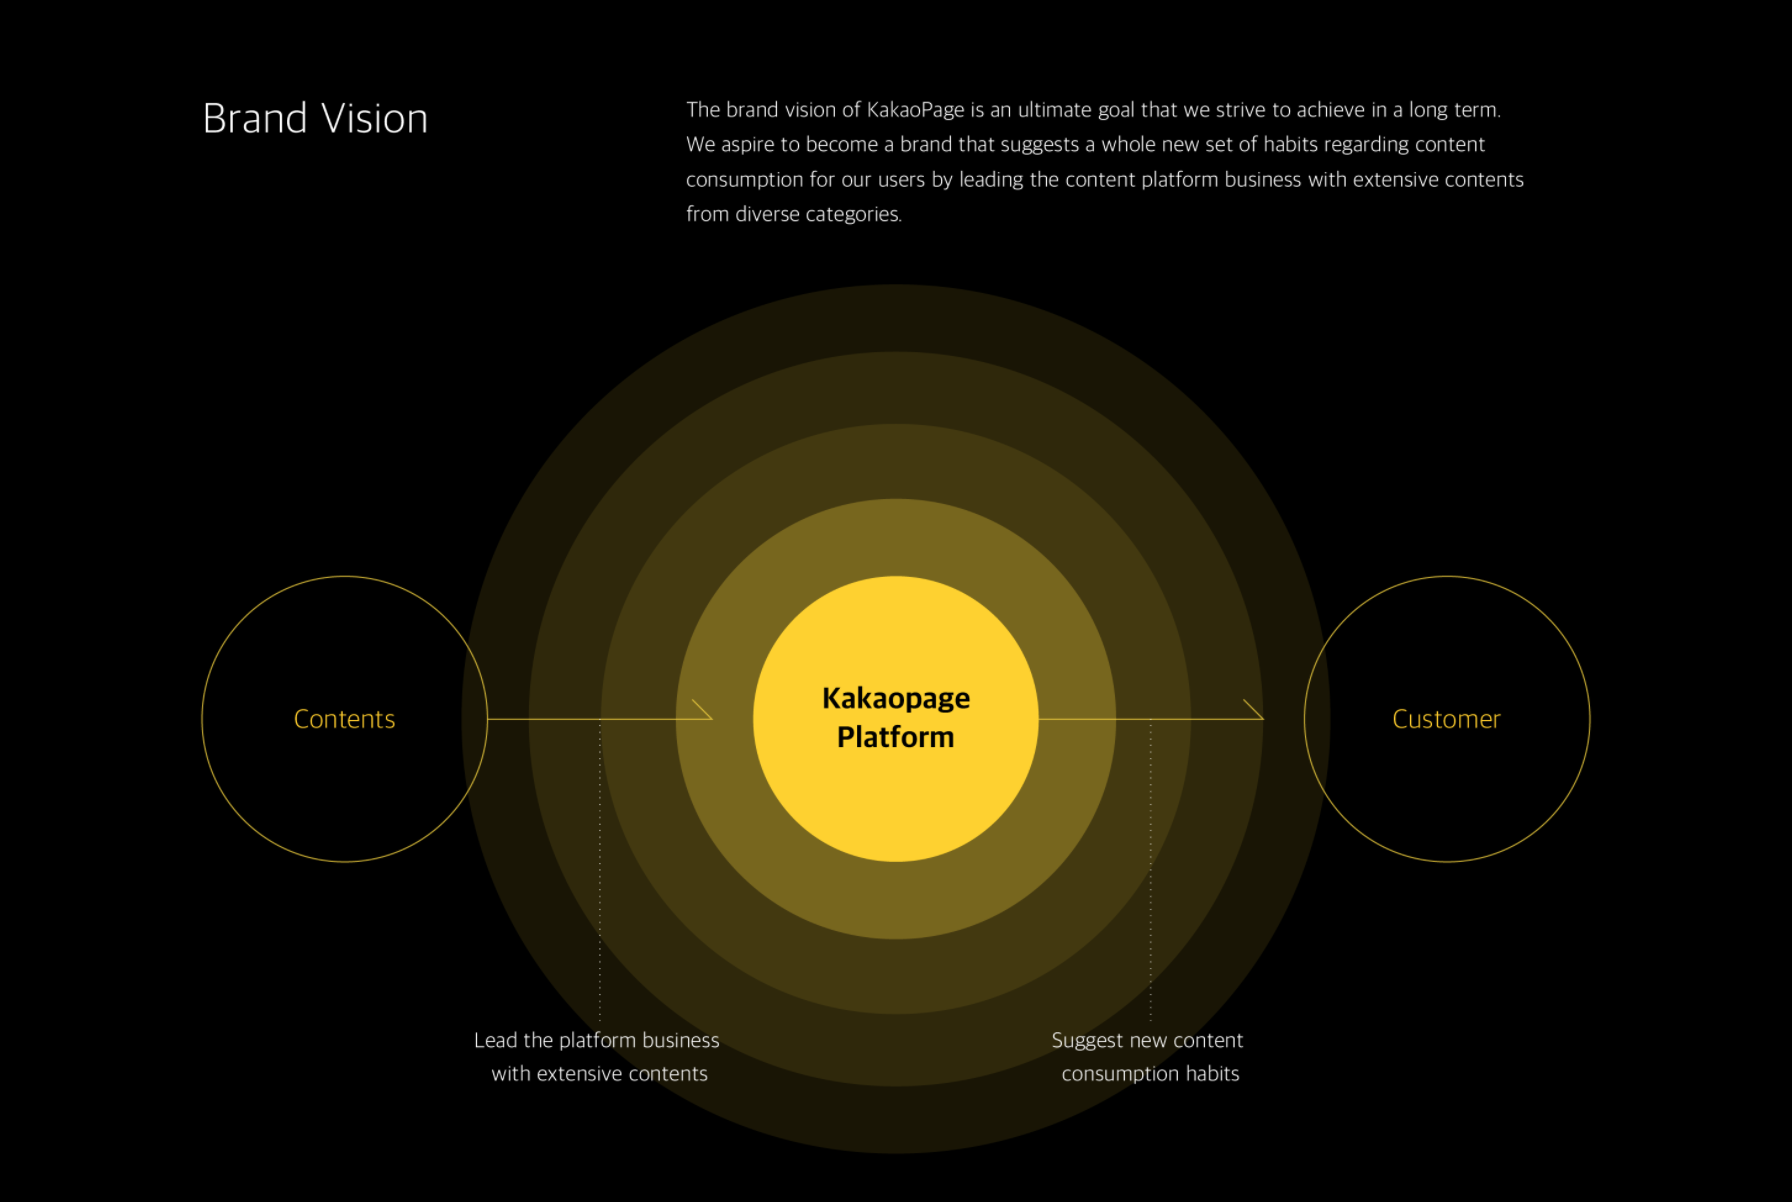 Brand Vision
The brand vision of KakaoPage is an ultimate goal that we strive to achieve in a long term.
We aspire to become a brand that suggests a whole new set of habits regarding content
consumption for our users by leading the content platform business with extensive contents
from diverse categories.
Contents
Kakaopage
Platform
Customer
Lead the platform business
with extensive contents
Suggest new content
consumption habits